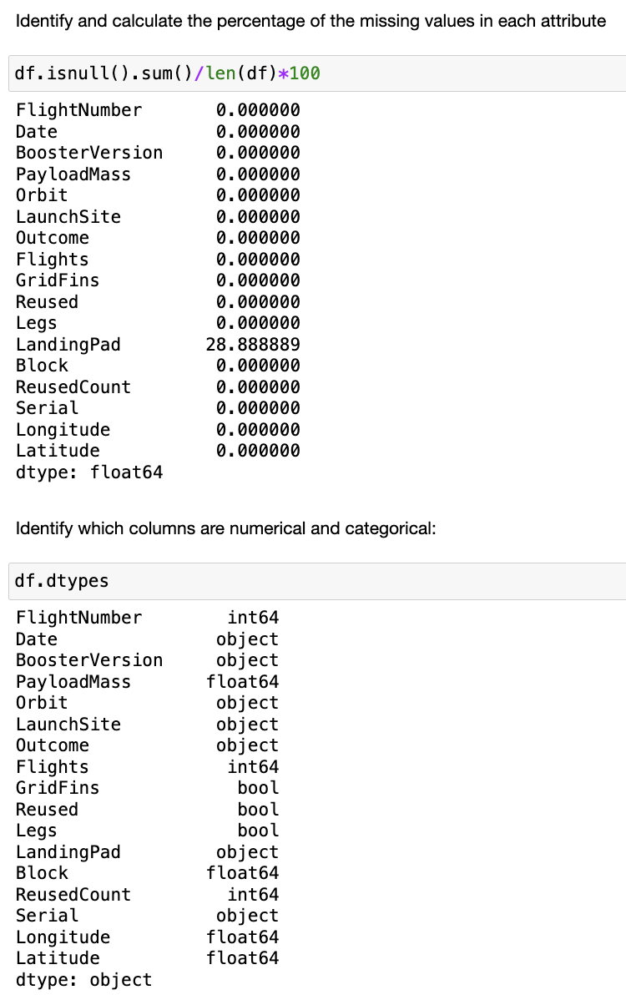 Identify and calculate the percentage of the missing values in each attribute
df.isnull().sum()/len(df)*100
FlightNumber 0.000000
Date 0.000000
BoosterVersion 0.000000
PayloadMass 0.000000
Orbit 0.000000
LaunchSite 0.000000
Outcome 0.000000
Flights 0.000000
GridFins 0.000000
Reused 0.000000
Legs 0.000000
LandingPad 28.888889
Block 0.000000
ReusedCount 0.000000
Serial 0.000000
Longitude 0.000000
Latitude 0.000000
dtype: float64
Identify which columns are numerical and categorical:
df.dtypes
FlightNumber int64
Date object
BoosterVersion object
PayloadMass float64
Orbit object
LaunchSite object
Outcome object
Flights int64
GridFins bool
Reused bool
Legs bool
LandingPad object
Block float64
ReusedCount int64
Serial object
Longitude float64
Latitude float64
dtype: object